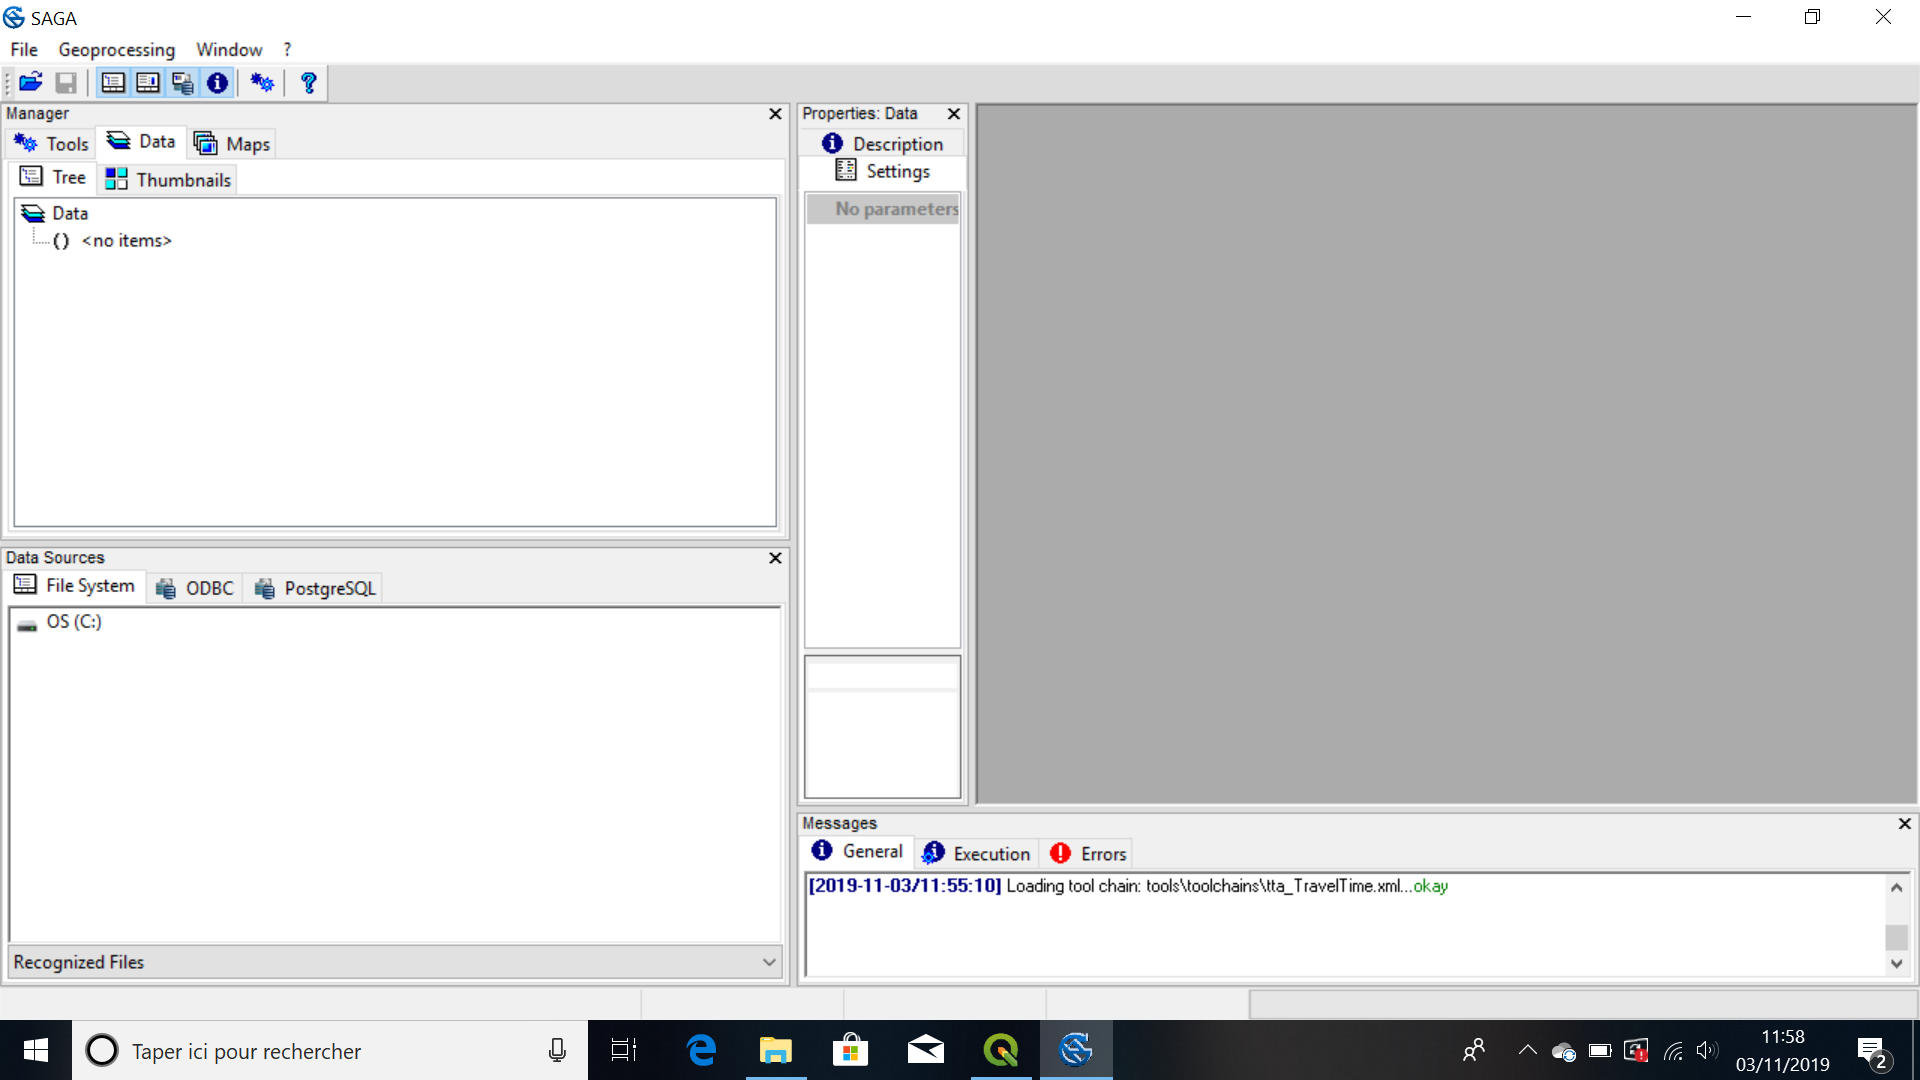 SAGA
File Geoprocessing Window ?
Manager
Tools Data Maps
Tree Thumbnails
Data
() <no items>
Data Sources
File System ODBC PostgreSQL
OS (C:)
Recognized Files
Properties: Data
Description
Settings
No parameters
Messages
General Execution Errors
[2019-11-03/11:55:10] Loading tool chain: tools\toolchains\tta_TravelTime.xml...okay
Taper ici pour rechercher
11:58
03/11/2019
2